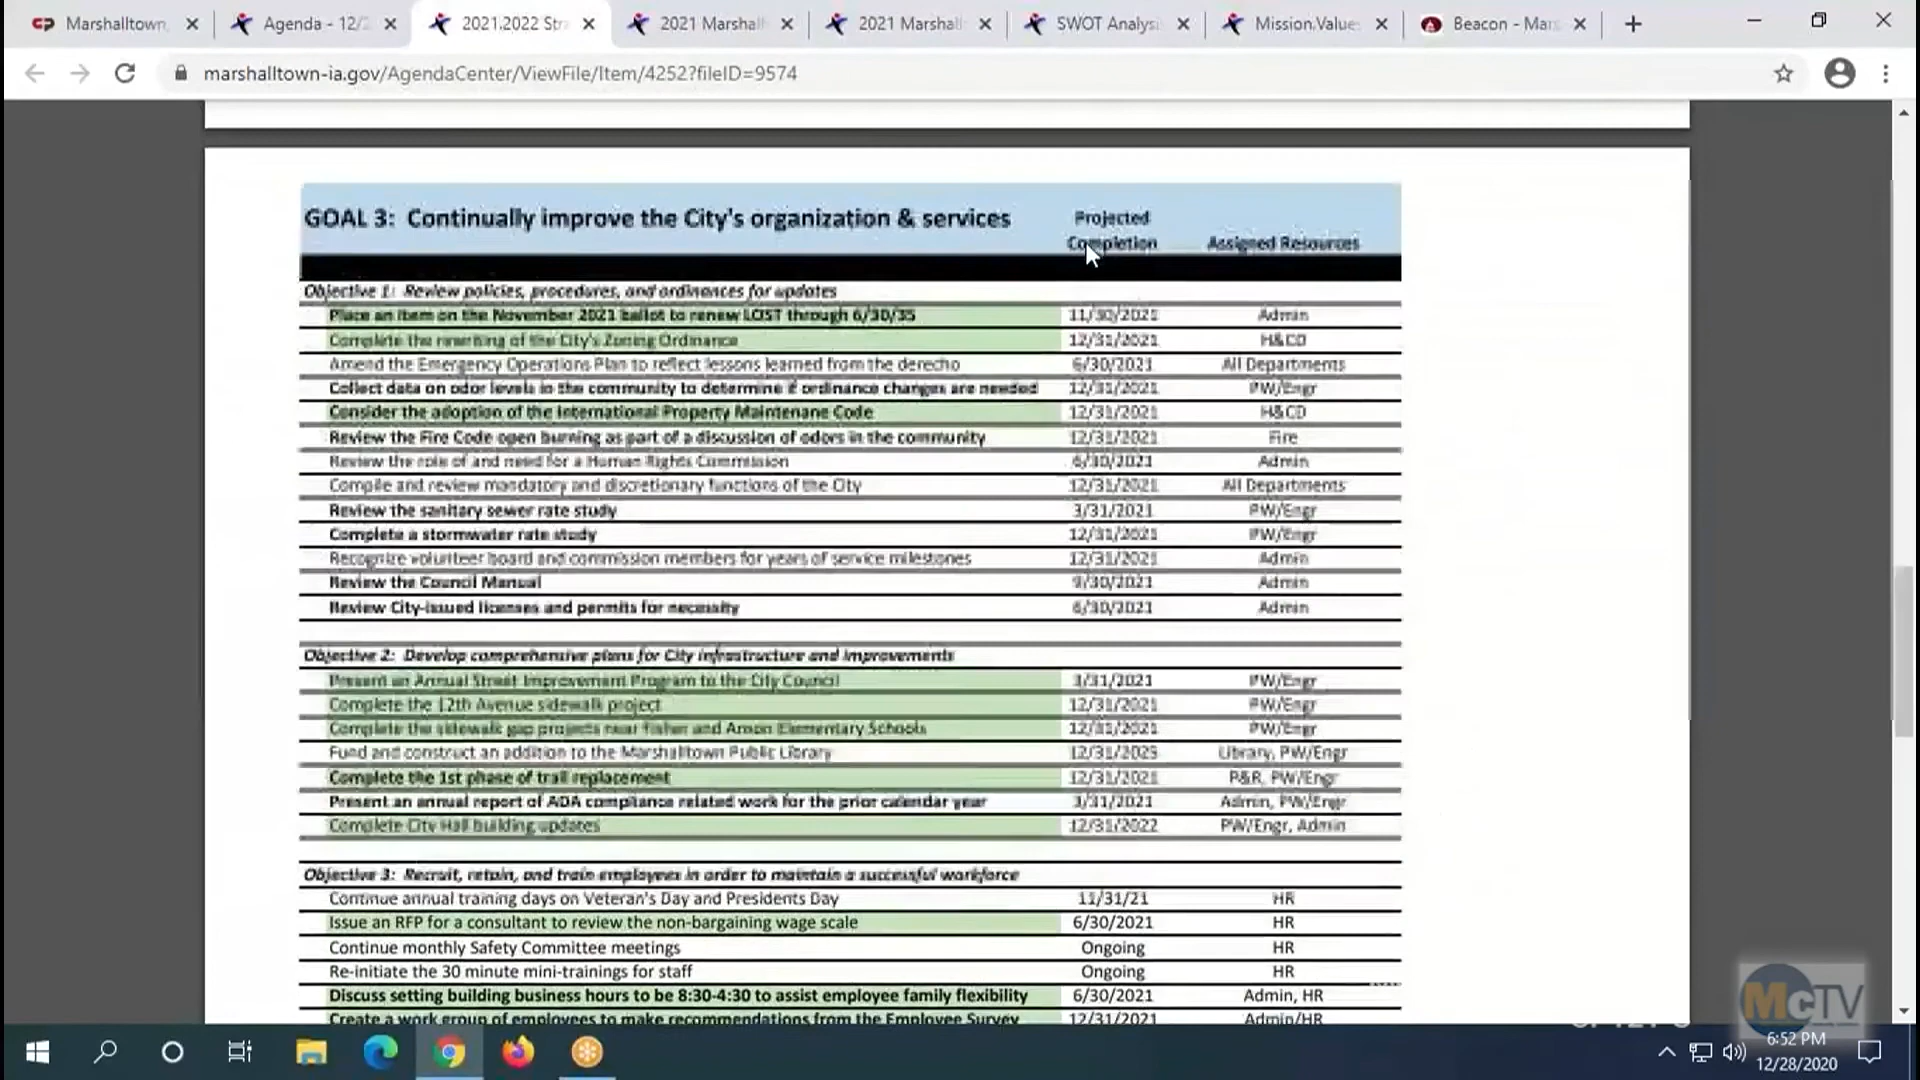 Marshalltown,
Agenda - 12/2
2021.2022 Stra
2021 Marshall
2021 Marshall
SWOT Analysi
Mission.Value
Beacon - Mars
marshalltown-ia.gov/AgendaCenter/ViewFile/Item/4252?fileID=9574
GOAL 3: Continually improve the City's organization & services Projected Completion Assigned Resources
Objective 1: Review policies, procedures, and ordinances for updates
Place an item on the November 2021 ballot to renew LOST through 6/30/35 11/30/2021 Admin
Complete the rewriting of the City's Zoning Ordinance 12/31/2021 H&CD
Amend the Emergency Operations Plan to reflect lessons learned from the derecho 6/30/2021 All Departments
Collect data on odor levels in the community to determine if ordinance changes are needed 12/31/2021 PW/Engr
Consider the adoption of the International Property Maintenane Code 12/31/2021 H&CD
Review the Fire Code open burning as part of a discussion of odors in the community 12/31/2021 Fire
Review the role of and need for a Human Rights Commission 6/30/2021 Admin
Compile and review mandatory and discretionary functions of the City 12/31/2021 All Departments
Review the sanitary sewer rate study 3/31/2021 PW/Engr
Complete a stormwater rate study 12/31/2021 PW/Engr
Recognize volunteer board and commission members for years of service milestones 12/31/2021 Admin
Review the Council Manual 9/30/2021 Admin
Review City-issued licenses and permits for necessity 6/30/2021 Admin
Objective 2: Develop comprehensive plans for City infrastructure and improvements
Present an Annual Street Improvement Program to the City Council 3/31/2021 PW/Engr
Complete the 12th Avenue sidewalk project 12/31/2021 PW/Engr
Complete the sidewalk gap projects near Fisher and Anson Elementary Schools 12/31/2021 PW/Engr
Fund and construct an addition to the Marshalltown Public Library 12/31/2025 Library, PW/Engr
Complete the 1st phase of trail replacement 12/31/2021 P&R, PW/Engr
Present an annual report of ADA compliance related work for the prior calendar year 3/31/2021 Admin, PW/Engr
Complete City Hall building updates 12/31/2022 PW/Engr, Admin
Objective 3: Recruit, retain, and train employees in order to maintain a successful workforce
Continue annual training days on Veteran's Day and Presidents Day 11/31/21 HR
Issue an RFP for a consultant to review the non-bargaining wage scale 6/30/2021 HR
Continue monthly Safety Committee meetings Ongoing HR
Re-initiate the 30 minute mini-trainings for staff Ongoing HR
Discuss setting building business hours to be 8:30-4:30 to assist employee family flexibility 6/30/2021 Admin, HR
Create a work group of employees to make recommendations from the Employee Survey 12/31/2021 Admin/HR
McTV
6:52 PM
12/28/2020